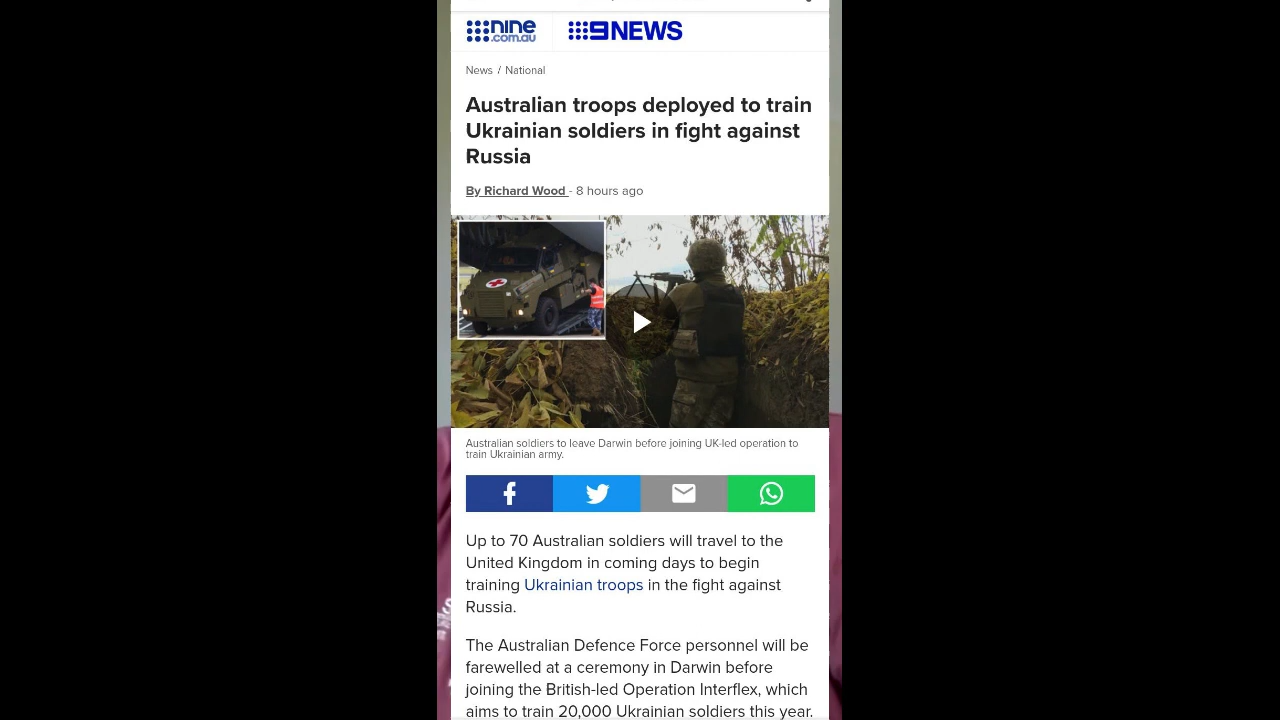 nine
.com.au
9NEWS
News / National
Australian troops deployed to train
Ukrainian soldiers in fight against
Russia
By Richard Wood - 8 hours ago
Australian soldiers to leave Darwin before joining UK-led operation to
train Ukrainian army.
Up to 70 Australian soldiers will travel to the
United Kingdom in coming days to begin
training Ukrainian troops in the fight against
Russia.
The Australian Defence Force personnel will be
farewelled at a ceremony in Darwin before
joining the British-led Operation Interflex, which
aims to train 20,000 Ukrainian soldiers this year.